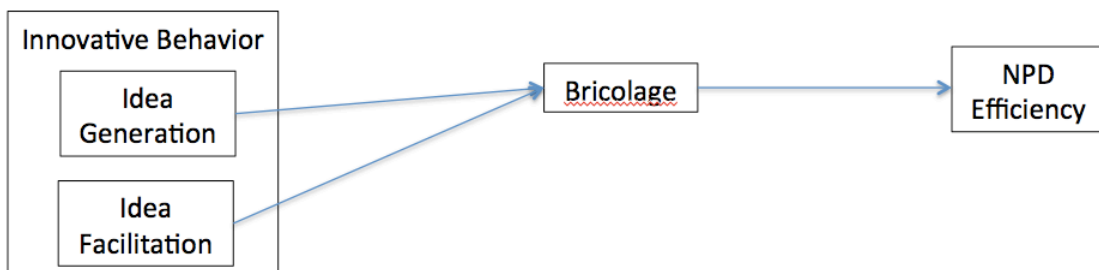 Innovative Behavior
Idea
Generation
Idea
Facilitation
Bricolage
NPD
Efficiency